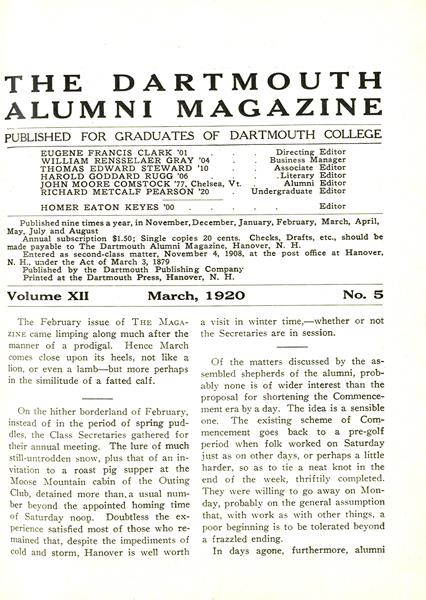 THE DARTMOUTH
ALUMNI MAGAZINE
PUBLISHED FOR GRADUATES OF DARTMOUTH COLLEGE
EUGENE FRANCIS CLARK '01 . . . Directing Editor
WILLIAM RENSSELAER GRAY '04 . . Business Manager
THOMAS EDWARD STEWARD '10 . . . Associate Editor
HAROLD GODDARD RUGG '06 . . . Literary Editor
JOHN MOORE COMSTOCK '77, Chelsea, Vt. Alumni Editor
RICHARD METCALF PEARSON '20 . Undergraduate Editor
HOMER EATON KEYES '00 . . . Editor
Published nine times a year, in November, December, January, February, March, April,
May, July and August
Annual subscription $1.50; Single copies 20 cents. Checks, Drafts, etc., should be
made payable to The Dartmouth Alumni Magazine, Hanover, N. H.
Entered as second-class matter, November 4, 1908, at the post office at Hanover,
N. H., under the Act of March 3, 1879
Published by the Dartmouth Publishing Company
Printed at the Dartmouth Press, Hanover, N. H.
Volume XII March, 1920 No. 5
The February issue of THE MAGA-
ZINE came limping along much after the
manner of a prodigal. Hence March
comes close upon its heels, not like a
lion, or even a lamb—but more perhaps
in the similitude of a fatted calf.
On the hither borderland of February,
instead of in the period of spring pud-
dles, the Class Secretaries gathered for
their annual meeting. The lure of much
still-untrodden snow, plus that of an in-
vitation to a roast pig supper at the
Moose Mountain cabin of the Outing
Club, detained more than a usual num-
ber beyond the appointed homing time
of Saturday noon. Doubtless the ex-
perience satisfied most of those who re-
mained that, despite the impediments of
cold and storm, Hanover is well worth
a visit in winter time,—whether or not
the Secretaries are in session.
Of the matters discussed by the as-
sembled shepherds of the alumni, prob-
ably none is of wider interest than the
proposal for shortening the Commence-
ment era by a day. The idea is a sensible
one. The existing scheme of Com-
mencement goes back to a pre-golf
period when folk worked on Saturday
just as on other days, or perhaps a little
harder, so as to tie a neat knot in the
end of the week, thriftily completed.
They were willing to go away on Mon-
day, probably on the general assumption
that, with work as with other things, a
poor beginning is to be tolerated beyond
a frazzled ending.
In days agone, furthermore, alumni